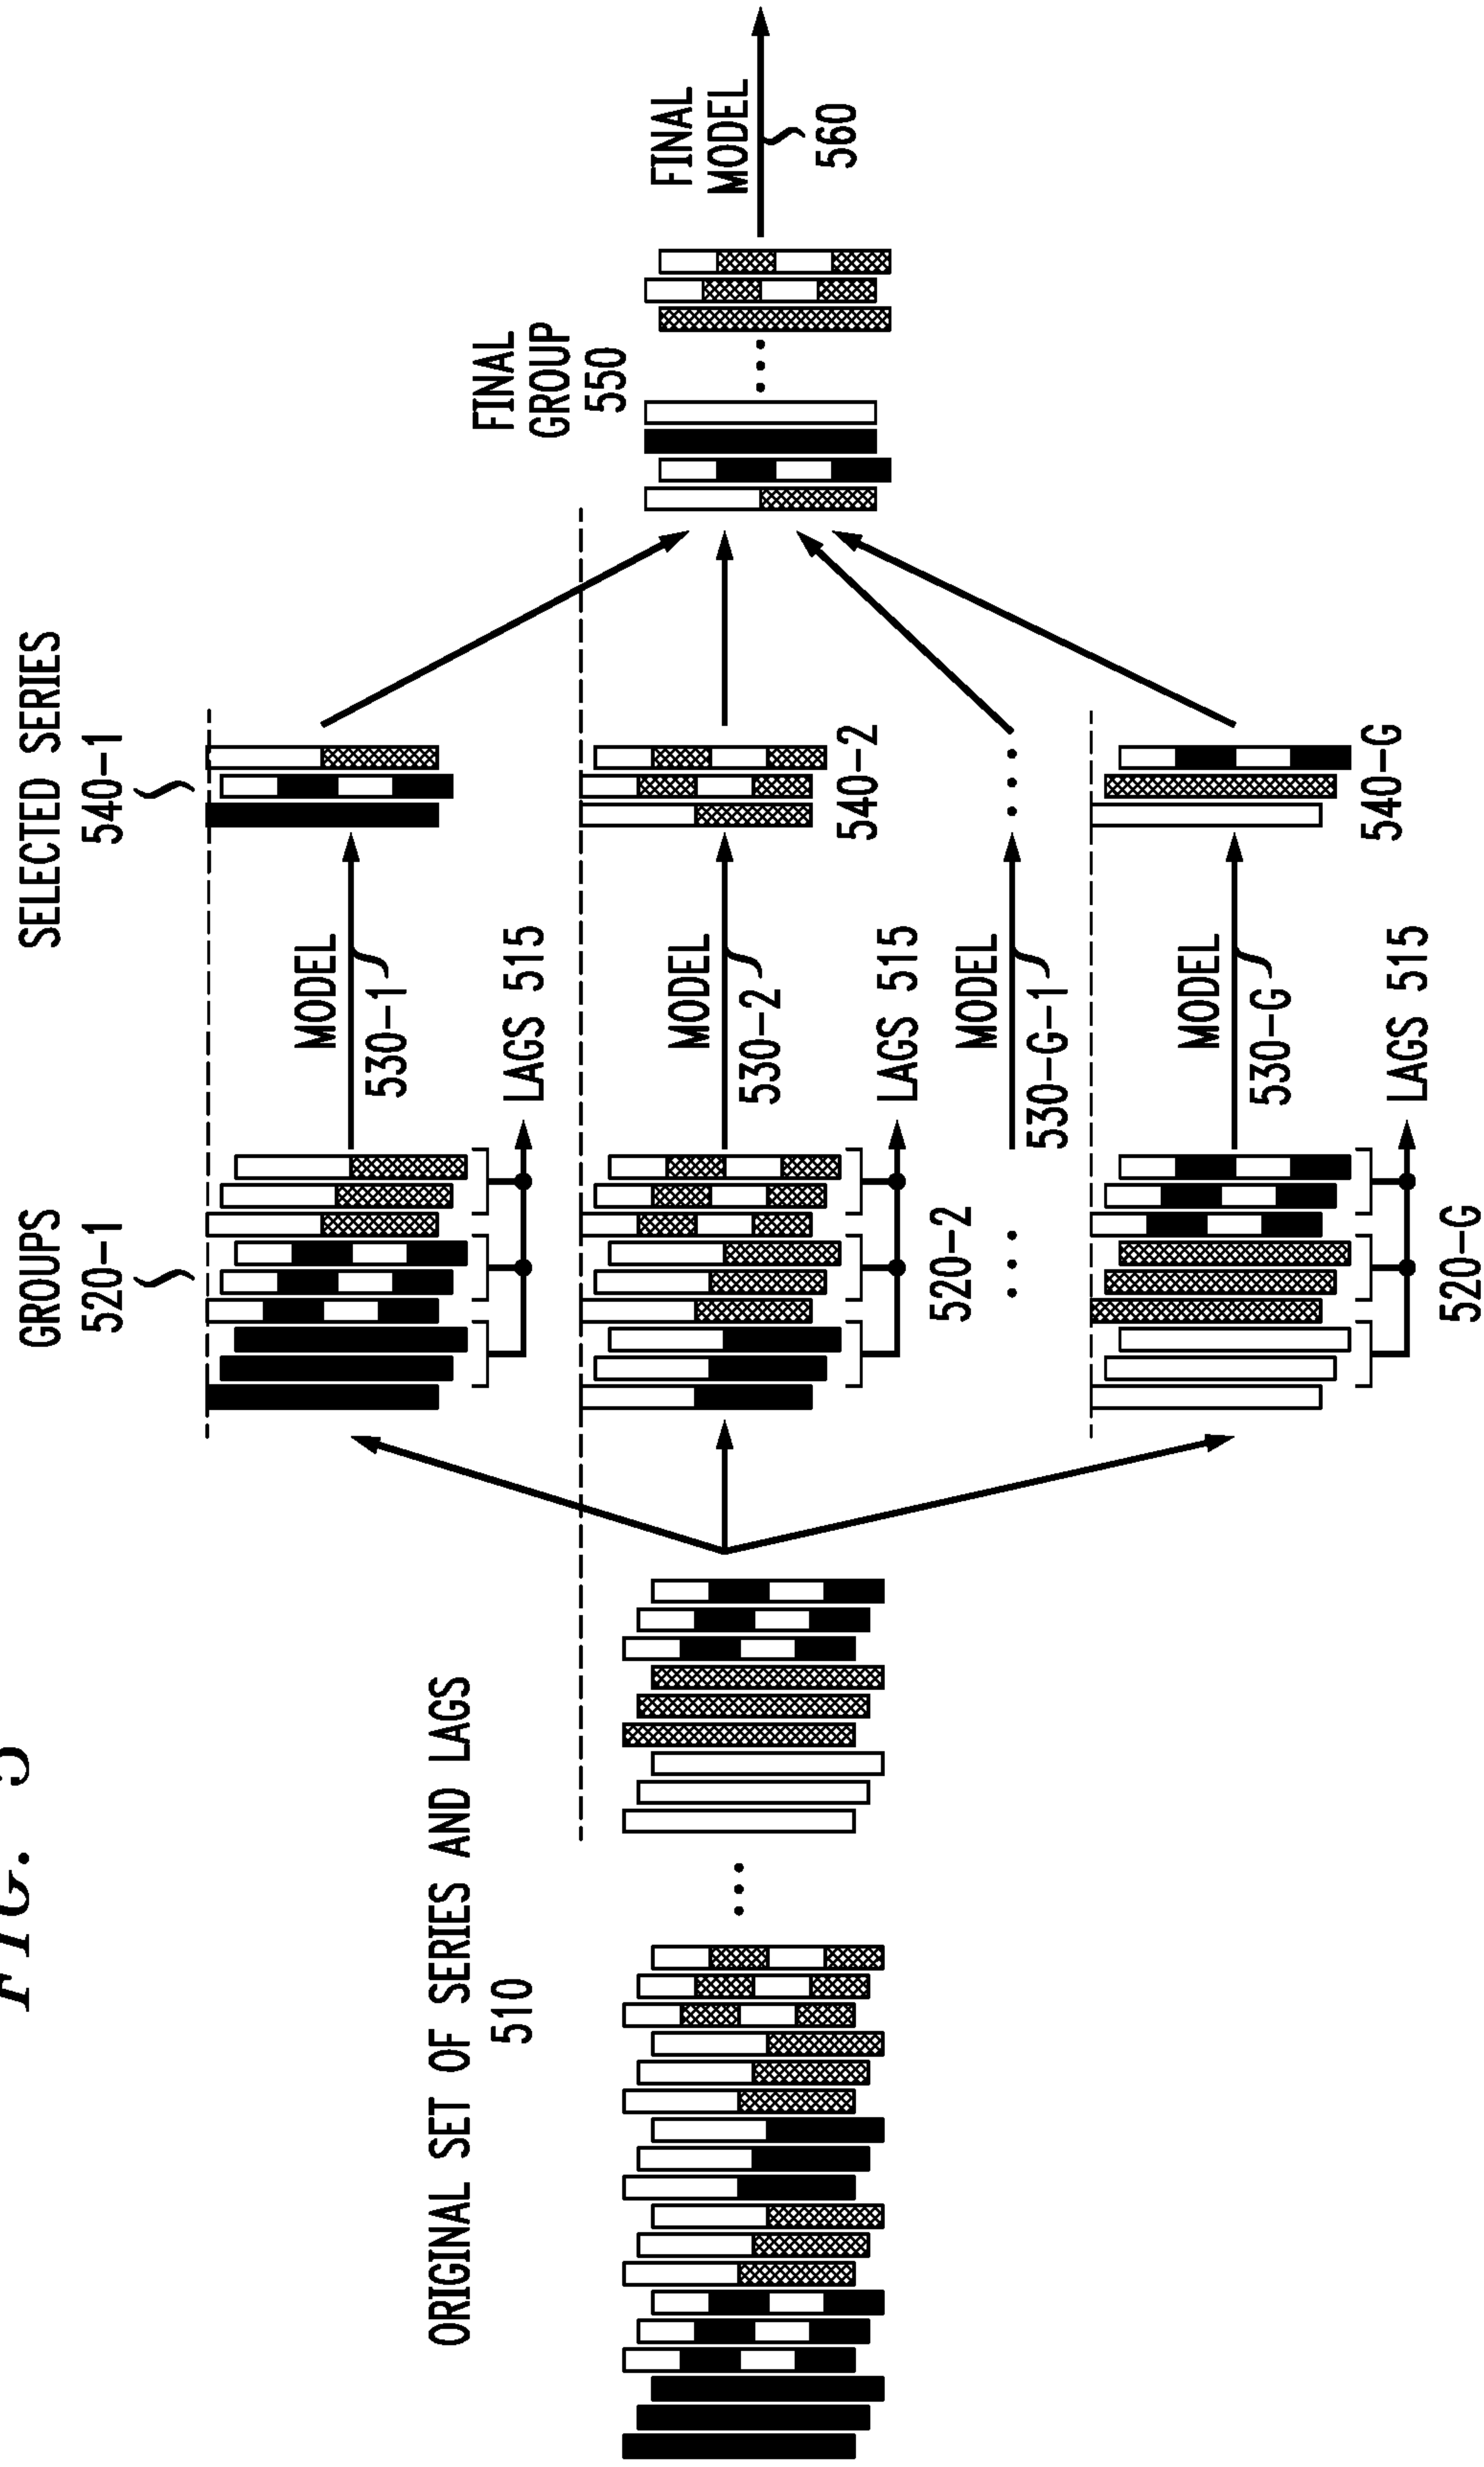 FIG. 5
ORIGINAL SET OF SERIES AND LAGS
510
GROUPS
520-1
LAGS 515
MODEL
530-1
SELECTED SERIES
540-1
520-2
LAGS 515
MODEL
530-2
540-2
MODEL
530-G-1
520-G
LAGS 515
MODEL
530-G
540-G
FINAL
GROUP
550
FINAL
MODEL
560